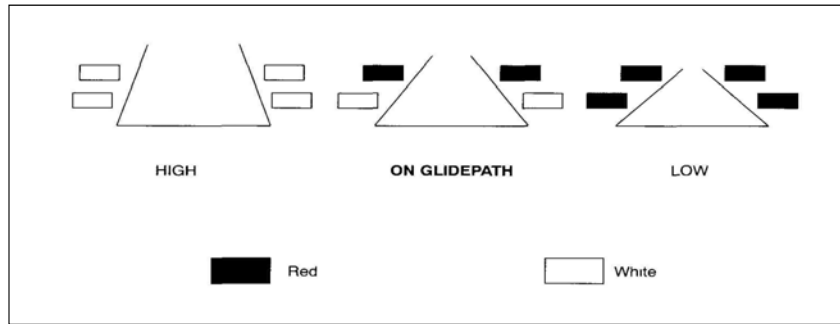 HIGH
ON GLIDEPATH
LOW
Red
White